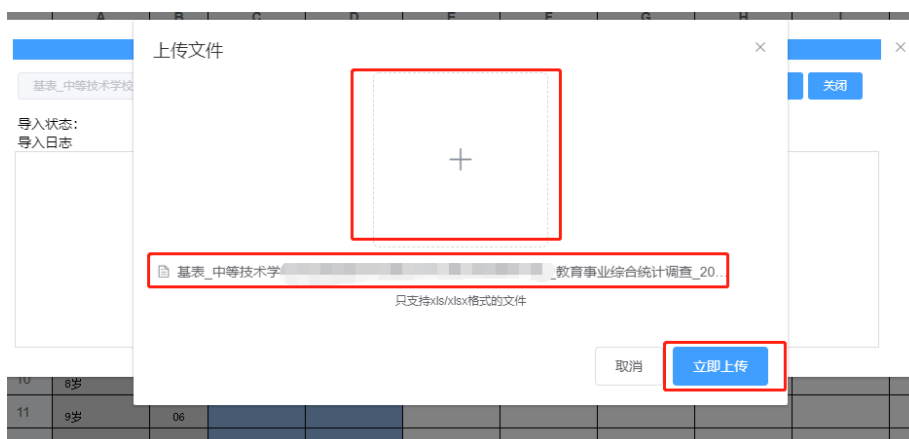 A B C D E F G H I
上传文件
基表_中等技术学校
关闭
导入状态:
导入日志
基表_中等技术学
_教育事业综合统计调查_20...
只支持xls/xlsx格式的文件
取消
立即上传
10 8岁
11 9岁 06